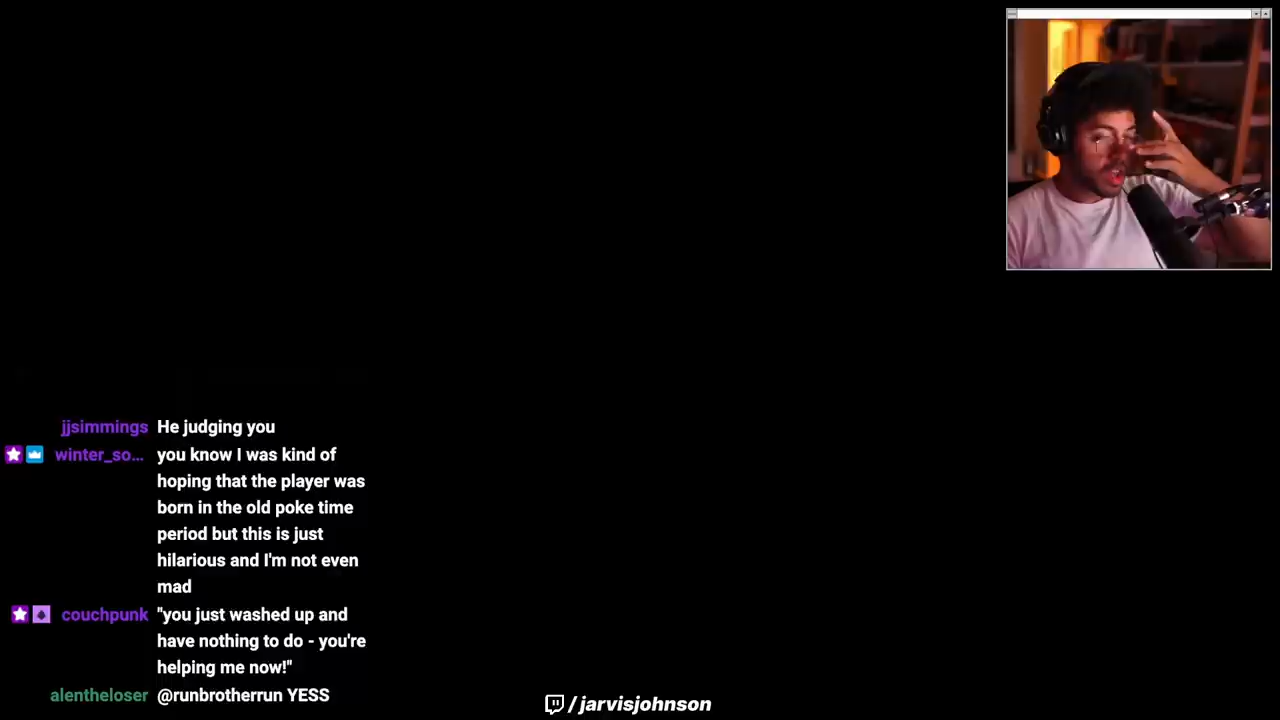 jjsimmings He judging you
winter_so... you know I was kind of
hoping that the player was
born in the old poke time
period but this is just
hilarious and I'm not even
mad
couchpunk "you just washed up and
have nothing to do - you're
helping me now!"
alentheloser @runbrotherrun YESS
/jarvisjohnson